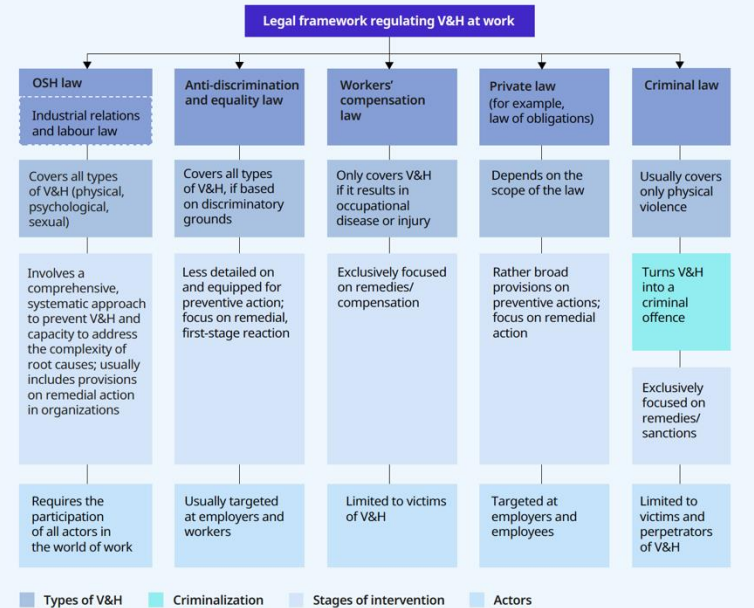 Legal framework regulating V&H at work
OSH law
Industrial relations
and labour law
Anti-discrimination
and equality law
Workers'
compensation
law
Private law
(for example,
law of obligations)
Criminal law
Covers all types
of V&H (physical,
psychological,
sexual)
Covers all types
of V&H, if based
on discriminatory
grounds
Only covers V&H
if it results in
occupational
disease or injury
Depends on the
scope of the law
Usually covers
only physical
violence
Involves a
comprehensive,
systematic approach
to prevent V&H and
capacity to address
the complexity of
root causes; usually
includes provisions
on remedial action
in organizations
Less detailed on
and equipped for
preventive action;
focus on remedial,
first-stage reaction
Exclusively focused
on remedies/
compensation
Rather broad
provisions on
preventive actions;
focus on remedial
action
Turns V&H
into a
criminal
offence
Exclusively
focused on
remedies/
sanctions
Requires the
participation
of all actors in
the world of work
Usually targeted
at employers and
workers
Limited to victims
of V&H
Targeted at
employers and
employees
Limited to
victims and
perpetrators
of V&H
Types of V&H
Criminalization
Stages of intervention
Actors